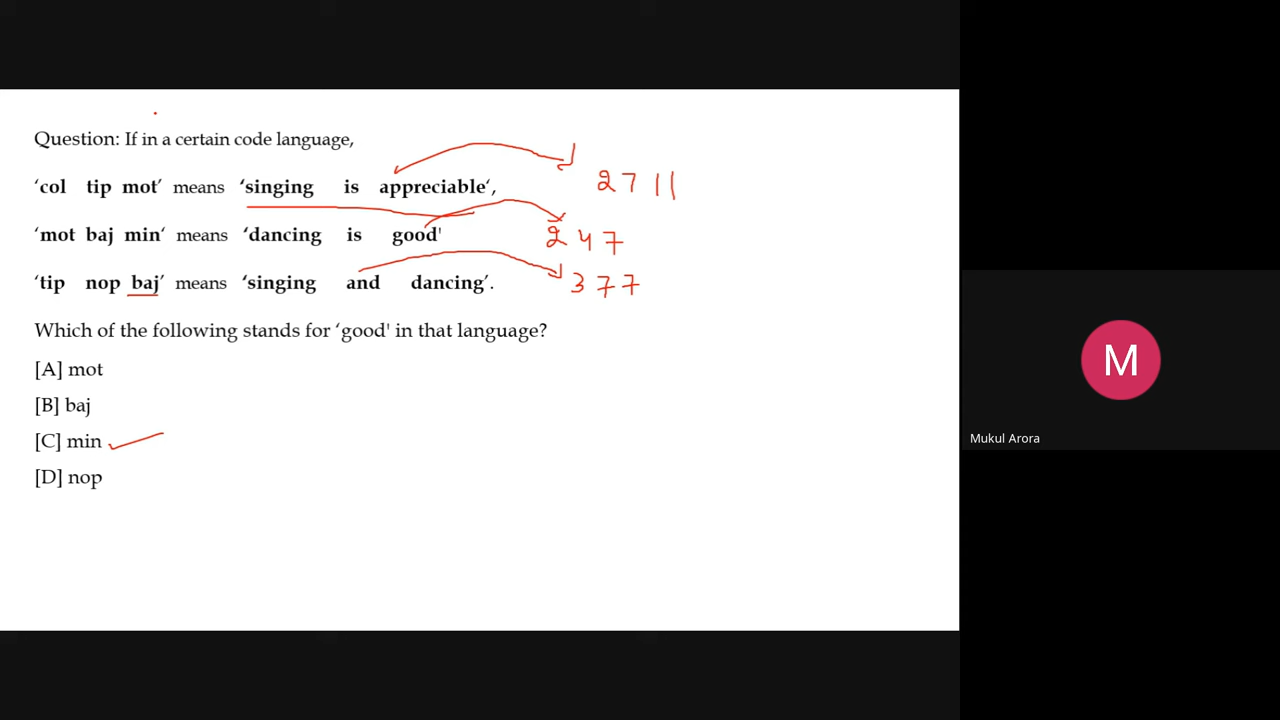 Question: If in a certain code language,
‘col tip mot’ means ‘singing is appreciable‘, 2 7 11
‘mot baj min‘ means ‘dancing is good' 2 4 7
‘tip nop baj’ means ‘singing and dancing’. 3 7 7
Which of the following stands for ‘good' in that language?
[A] mot
[B] baj
[C] min
[D] nop
M
Mukul Arora